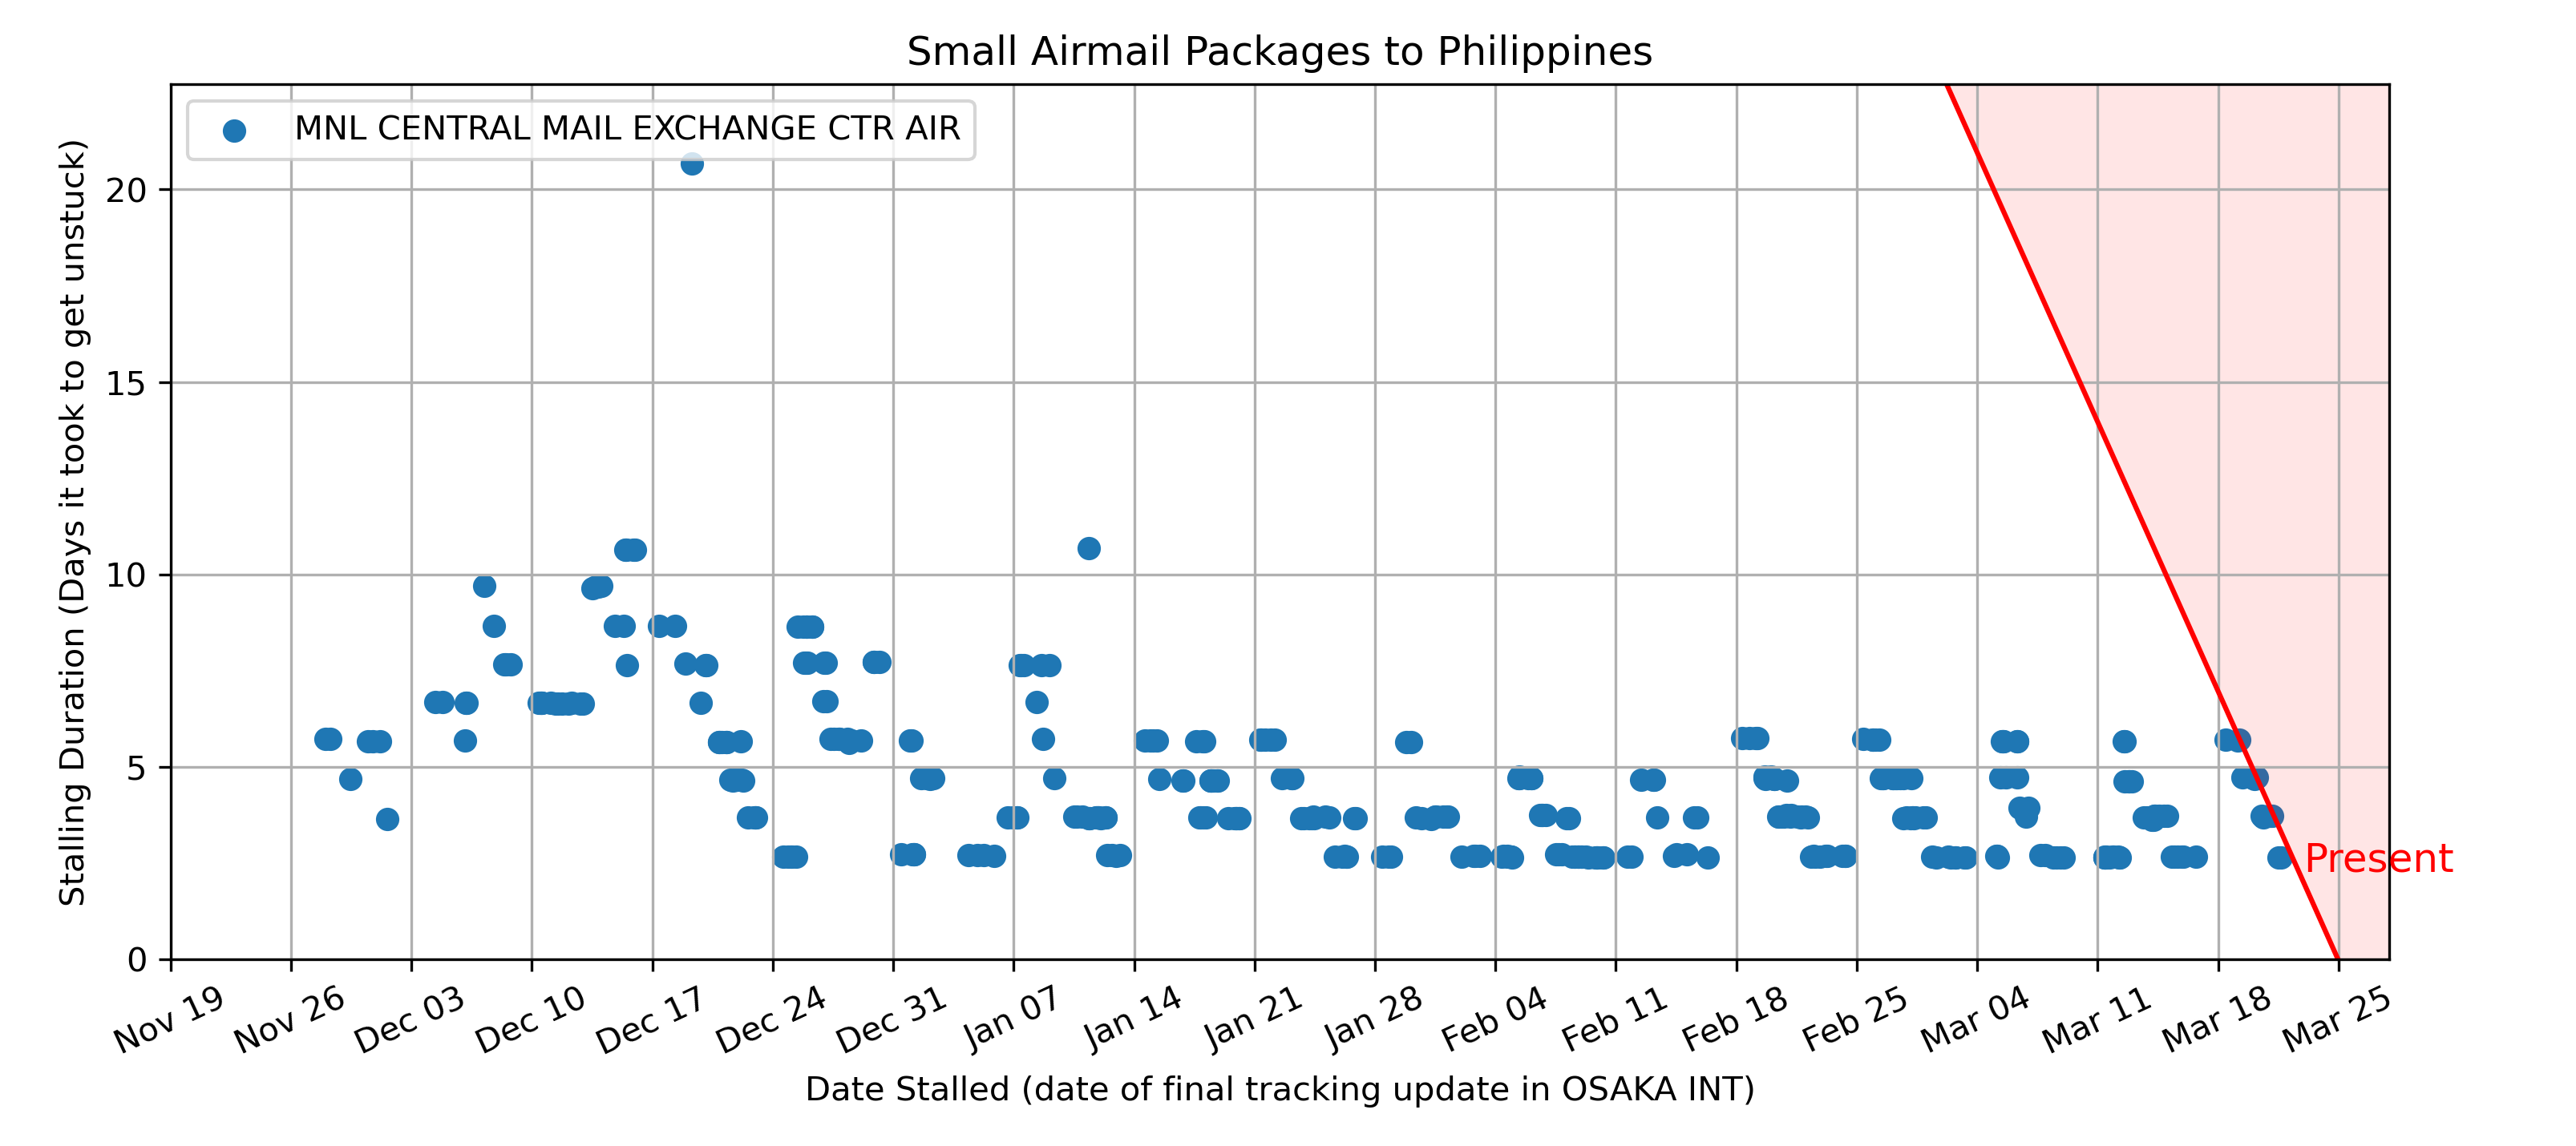 Small Airmail Packages to Philippines
MNL CENTRAL MAIL EXCHANGE CTR AIR
Stalling Duration (Days it took to get unstuck)
20
15
10
5
0
Present
Nov 19
Nov 26
Dec 03
Dec 10
Dec 17
Dec 24
Dec 31
Jan 07
Jan 14
Jan 21
Jan 28
Feb 04
Feb 11
Feb 18
Feb 25
Mar 04
Mar 11
Mar 18
Mar 25
Date Stalled (date of final tracking update in OSAKA INT)